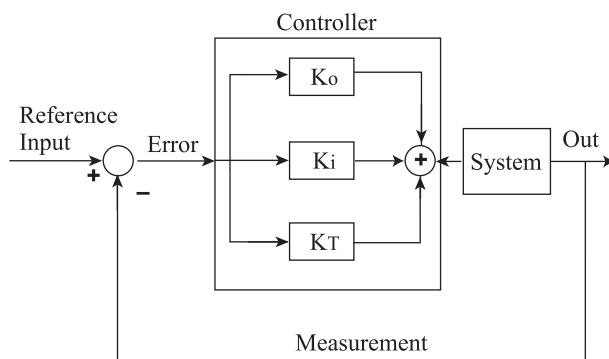 Controller
Ko
Reference
Input
Error
Ki
System
Out
+
+
−
KT
Measurement